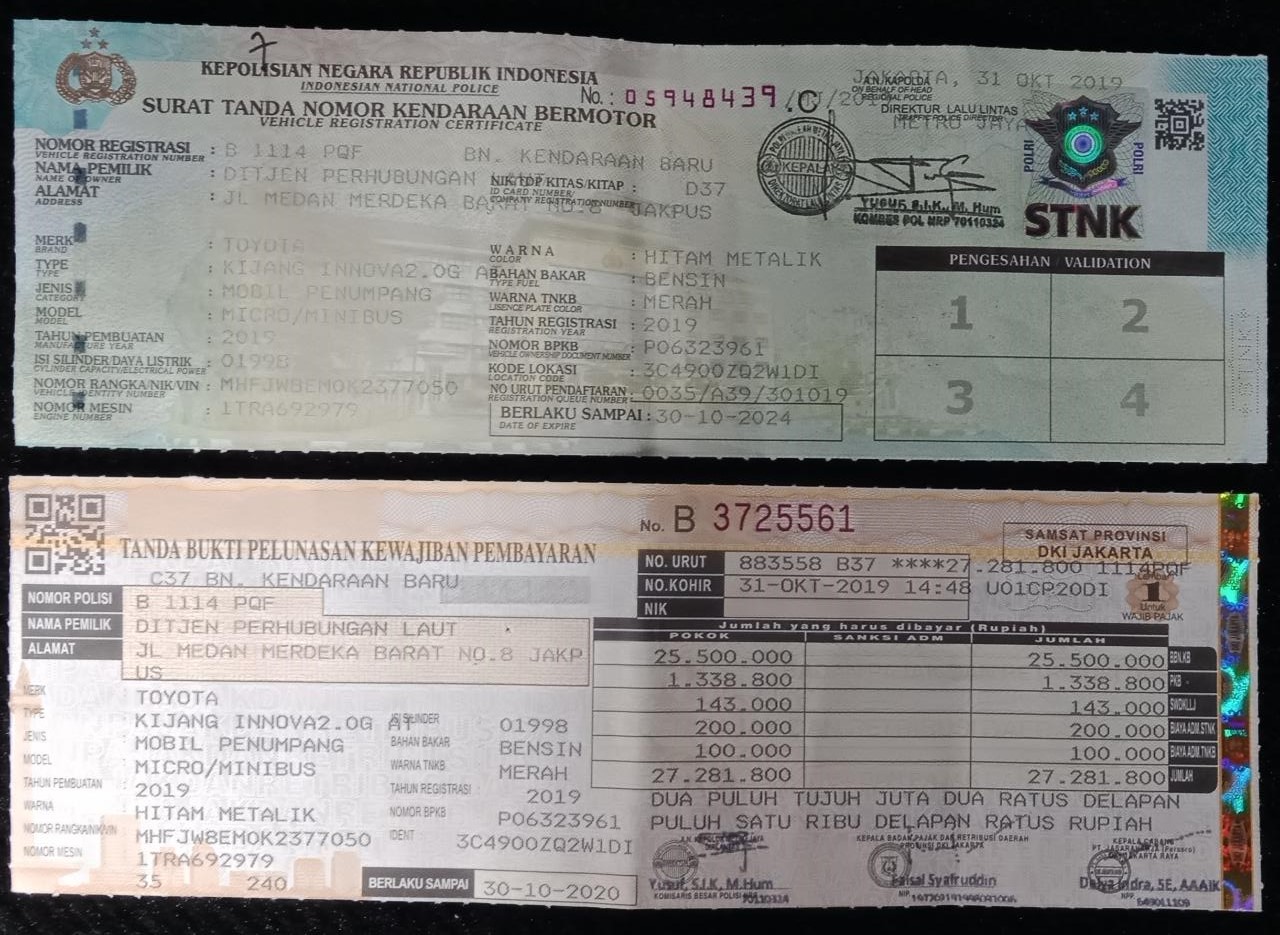 7
KEPOLISIAN NEGARA REPUBLIK INDONESIA
INDONESIAN NATIONAL POLICE
No.: 05948439 .C
JAKARTA, 31 OKT 2019
A.N. KAPOLDA
ON BEHALF OF HEAD
REGIONAL POLICE
DIREKTUR LALU LINTAS
TRAFFIC POLICE DIRECTOR
METRO JAYA
SURAT TANDA NOMOR KENDARAAN BERMOTOR
VEHICLE REGISTRATION CERTIFICATE
KEPALA
YUSUF, S.I.K., M. Hum
KOMBES POL NRP 70110324
POLRI
POLRI
STNK
NOMOR REGISTRASI : B 1114 PQF BN. KENDARAAN BARU
VEHICLE REGISTRATION NUMBER
NAMA PEMILIK : DITJEN PERHUBUNGAN LAUT
NAME OF OWNER
NIK/TDP/KITAS/KITAP : D37
ID CARD NUMBER/
COMPANY REGISTRATION NUMBER
ALAMAT : JL MEDAN MERDEKA BARAT NO.8 JAKPUS
ADDRESS
MERK : TOYOTA
BRAND
TYPE : KIJANG INNOVA2.0G AT
TYPE
JENIS : MOBIL PENUMPANG
CATEGORY
MODEL : MICRO/MINIBUS
MODEL
TAHUN PEMBUATAN : 2019
MANUFACTURE YEAR
ISI SILINDER/DAYA LISTRIK : 01998
CYLINDER CAPACITY/ELECTRICAL POWER
NOMOR RANGKA/NIK/VIN : MHFJW8EM0K2377050
VEHICLE IDENTITY NUMBER
NOMOR MESIN : 1TRA692979
ENGINE NUMBER
WARNA : HITAM METALIK
COLOR
BAHAN BAKAR : BENSIN
TYPE FUEL
WARNA TNKB : MERAH
LISENCE PLATE COLOR
TAHUN REGISTRASI : 2019
REGISTRATION YEAR
NOMOR BPKB : P06323961
VEHICLE OWNERSHIP DOCUMENT NUMBER
KODE LOKASI : 3C4900ZQ2W1DI
LOCATION CODE
NO URUT PENDAFTARAN : 0035/A39/301019
REGISTRATION QUEUE NUMBER
BERLAKU SAMPAI : 30-10-2024
DATE OF EXPIRE
PENGESAHAN / VALIDATION
1 2
3 4
No. B 3725561
TANDA BUKTI PELUNASAN KEWAJIBAN PEMBAYARAN
SAMSAT PROVINSI
DKI JAKARTA
C37 BN. KENDARAAN BARU
NO. URUT 883558 B37 ****27.281.800 1114PQF
NO.KOHIR 31-OKT-2019 14:48 U01CP20DI
NIK
Lembar
1
Untuk
WAJIB PAJAK
NOMOR POLISI B 1114 PQF
NAMA PEMILIK DITJEN PERHUBUNGAN LAUT
ALAMAT JL MEDAN MERDEKA BARAT NO.8 JAKP
US
MERK TOYOTA
TYPE KIJANG INNOVA2.0G AT
JENIS MOBIL PENUMPANG
MODEL MICRO/MINIBUS
TAHUN PEMBUATAN 2019
WARNA HITAM METALIK
NOMOR RANGKA/NIK/VIN MHFJW8EM0K2377050
NOMOR MESIN 1TRA692979
35 240
ISI SILINDER 01998
BAHAN BAKAR BENSIN
WARNA TNKB MERAH
TAHUN REGISTRASI 2019
NOMOR BPKB P06323961
IDENT 3C4900ZQ2W1DI
BERLAKU SAMPAI 30-10-2020
Jumlah yang harus dibayar (Rupiah)
POKOK SANKSI ADM JUMLAH
25.500.000 25.500.000 BBN.KB
1.338.800 1.338.800 PKB
143.000 143.000 SWDKLLJ
200.000 200.000 BIAYA ADM.STNK
100.000 100.000 BIAYA ADM.TNKB
27.281.800 27.281.800 JUMLAH
DUA PULUH TUJUH JUTA DUA RATUS DELAPAN
PULUH SATU RIBU DELAPAN RATUS RUPIAH
Yusuf, S.I.K, M.Hum
KOMISARIS BESAR POLISI NRP.
70110324
KEPALA BADAN PAJAK DAN RETRIBUSI DAERAH
PROVINSI DKI JAKARTA
Faisal Syafruddin
NIP.
KEPALA CABANG
PT. JASARAHARJA (Persero)
DKI JAKARTA RAYA
Indra, SE, AAAIK
NPP.